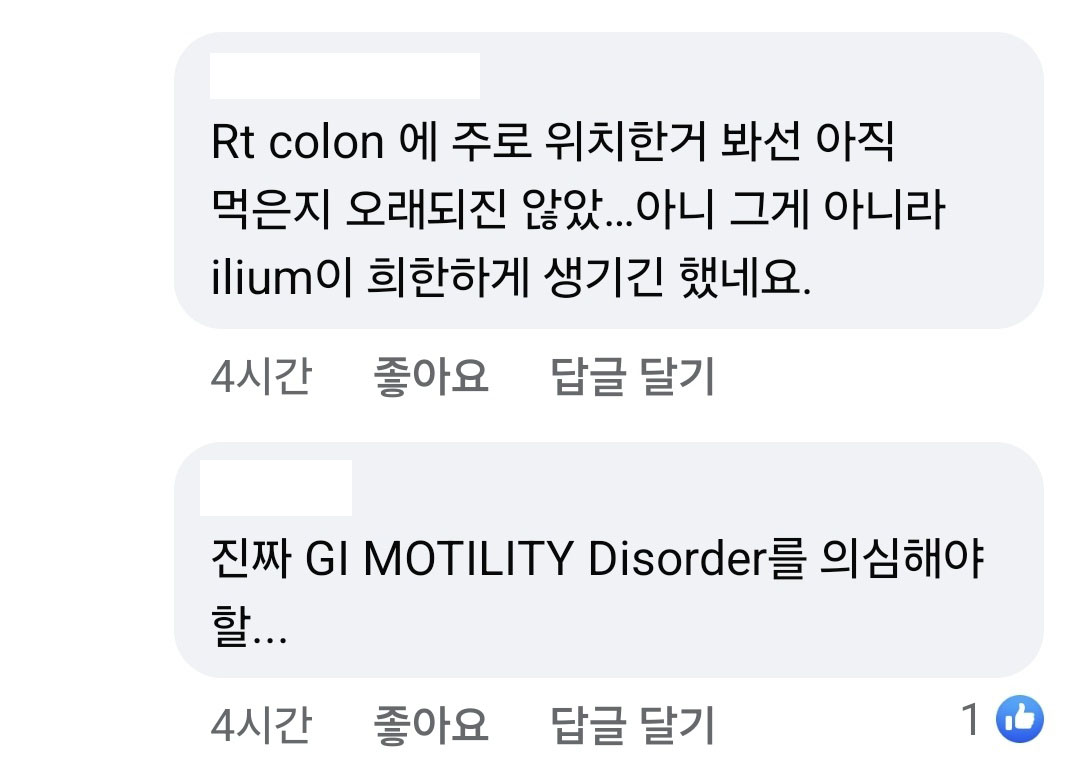 Rt colon 에 주로 위치한거 봐선 아직
먹은지 오래되진 않았...아니 그게 아니라
ilium이 희한하게 생기긴 했네요.
4시간 좋아요 답글 달기
진짜 GI MOTILITY Disorder를 의심해야
할...
4시간 좋아요 답글 달기 1